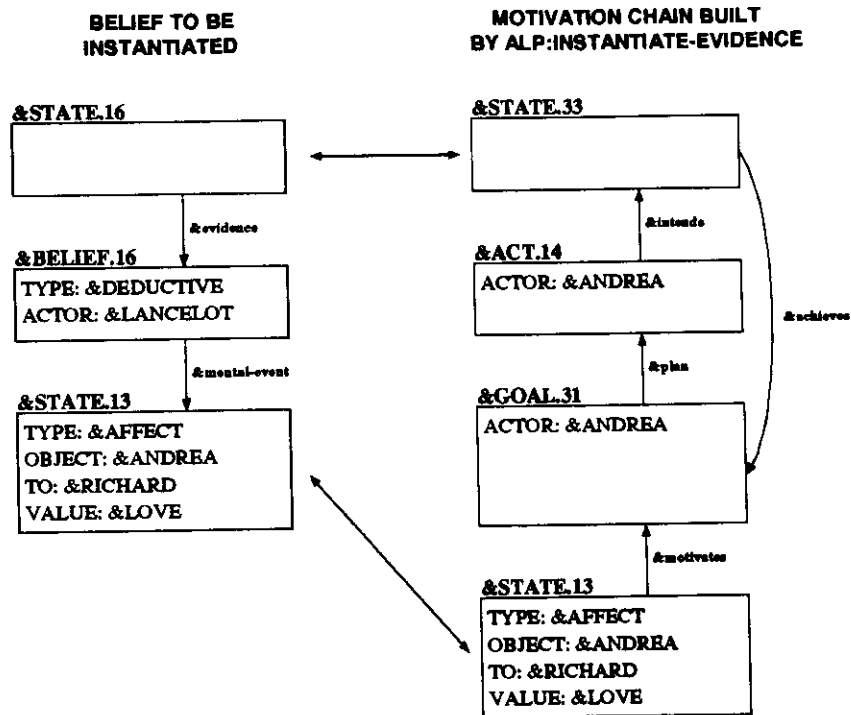 BELIEF TO BE
INSTANTIATED
&STATE.16
&evidence
&BELIEF.16
TYPE: &DEDUCTIVE
ACTOR: &LANCELOT
&mental-event
&STATE.13
TYPE: &AFFECT
OBJECT: &ANDREA
TO: &RICHARD
VALUE: &LOVE
MOTIVATION CHAIN BUILT
BY ALP:INSTANTIATE-EVIDENCE
&STATE.33
&intends
&ACT.14
ACTOR: &ANDREA
&achieves
&plan
&GOAL.31
ACTOR: &ANDREA
&motivates
&STATE.13
TYPE: &AFFECT
OBJECT: &ANDREA
TO: &RICHARD
VALUE: &LOVE